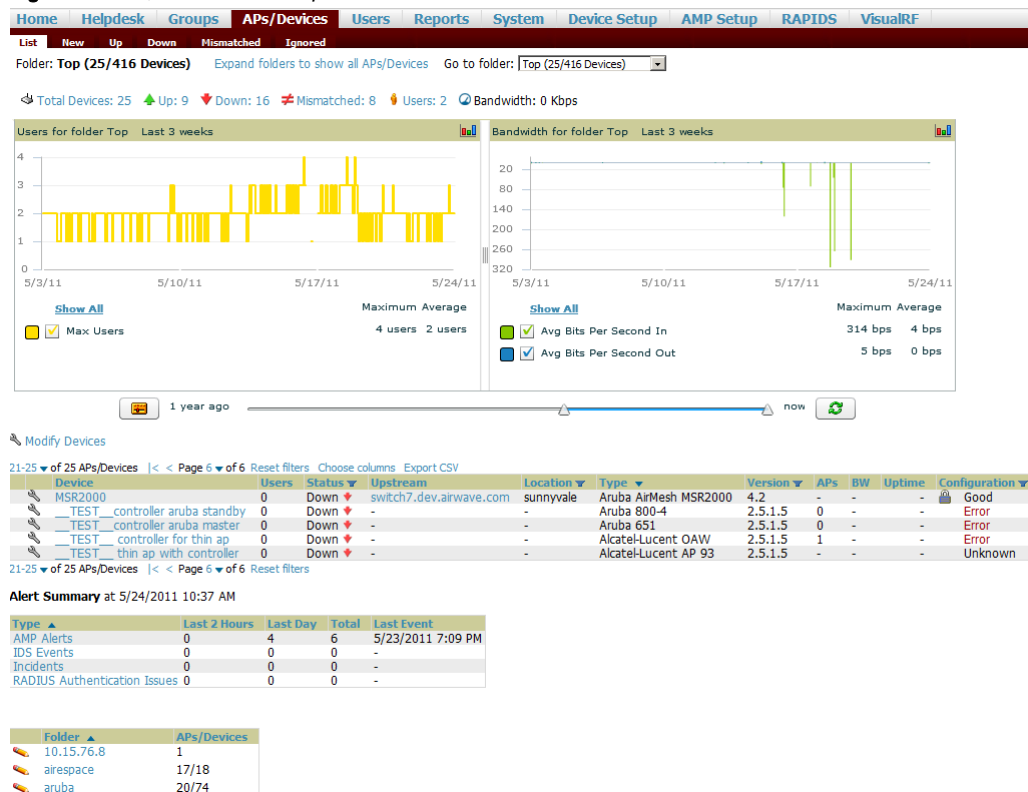 Home Helpdesk Groups APs/Devices Users Reports System Device Setup AMP Setup RAPIDS VisualRF
List New Up Down Mismatched Ignored
Folder: Top (25/416 Devices) Expand folders to show all APs/Devices Go to folder: Top (25/416 Devices)
Total Devices: 25 Up: 9 Down: 16 Mismatched: 8 Users: 2 Bandwidth: 0 Kbps
Users for folder Top Last 3 weeks
4
3
2
1
0
5/3/11 5/10/11 5/17/11 5/24/11
Show All Maximum Average
Max Users 4 users 2 users
Bandwidth for folder Top Last 3 weeks
20
80
140
200
260
320
5/3/11 5/10/11 5/17/11 5/24/11
Show All Maximum Average
Avg Bits Per Second In 314 bps 4 bps
Avg Bits Per Second Out 5 bps 0 bps
1 year ago now
Modify Devices
21-25 of 25 APs/Devices |< < Page 6 of 6 Reset filters Choose columns Export CSV
Device Users Status Upstream Location Type Version APs BW Uptime Configuration
MSR2000 0 Down switch7.dev.airwave.com sunnyvale Aruba AirMesh MSR2000 4.2 - - - Good
__TEST__controller aruba standby 0 Down - - Aruba 800-4 2.5.1.5 0 - - Error
__TEST__controller aruba master 0 Down - - Aruba 651 2.5.1.5 0 - - Error
__TEST__ controller for thin ap 0 Down - - Alcatel-Lucent OAW 2.5.1.5 1 - - Error
__TEST__ thin ap with controller 0 Down - - Alcatel-Lucent AP 93 2.5.1.5 - - - Unknown
21-25 of 25 APs/Devices |< < Page 6 of 6 Reset filters
Alert Summary at 5/24/2011 10:37 AM
Type Last 2 Hours Last Day Total Last Event
AMP Alerts 0 4 6 5/23/2011 7:09 PM
IDS Events 0 0 0 -
Incidents 0 0 0 -
RADIUS Authentication Issues 0 0 0 -
Folder APs/Devices
10.15.76.8 1
airespace 17/18
aruba 20/74